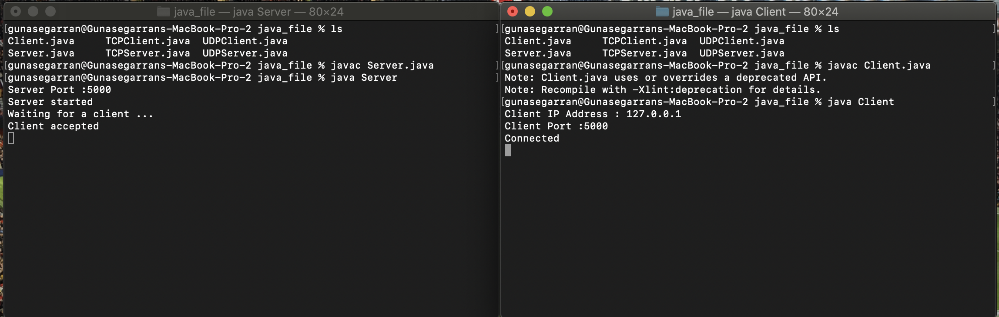 java_file — java Server — 80×24
gunasegarran@Gunasegarrans-MacBook-Pro-2 java_file % ls
Client.java TCPClient.java UDPClient.java
Server.java TCPServer.java UDPServer.java
gunasegarran@Gunasegarrans-MacBook-Pro-2 java_file % javac Server.java
gunasegarran@Gunasegarrans-MacBook-Pro-2 java_file % java Server
Server Port :5000
Server started
Waiting for a client ...
Client accepted
java_file — java Client — 80×24
gunasegarran@Gunasegarrans-MacBook-Pro-2 java_file % ls
Client.java TCPClient.java UDPClient.java
Server.java TCPServer.java UDPServer.java
gunasegarran@Gunasegarrans-MacBook-Pro-2 java_file % javac Client.java
Note: Client.java uses or overrides a deprecated API.
Note: Recompile with -Xlint:deprecation for details.
gunasegarran@Gunasegarrans-MacBook-Pro-2 java_file % java Client
Client IP Address : 127.0.0.1
Client Port :5000
Connected